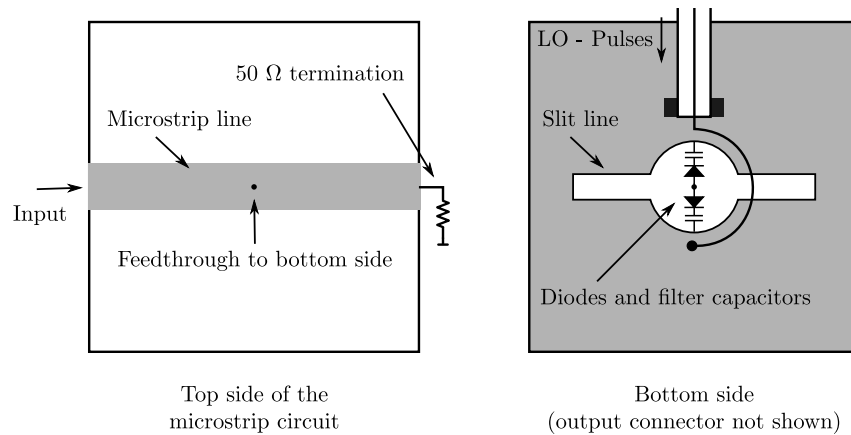 50 Ω termination
Microstrip line
Input
Feedthrough to bottom side
Top side of the
microstrip circuit
LO - Pulses
Slit line
Diodes and filter capacitors
Bottom side
(output connector not shown)